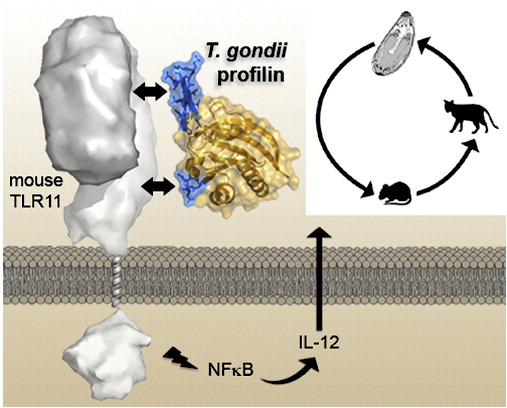 T. gondii
profilin
mouse
TLR11
IL-12
NFκB